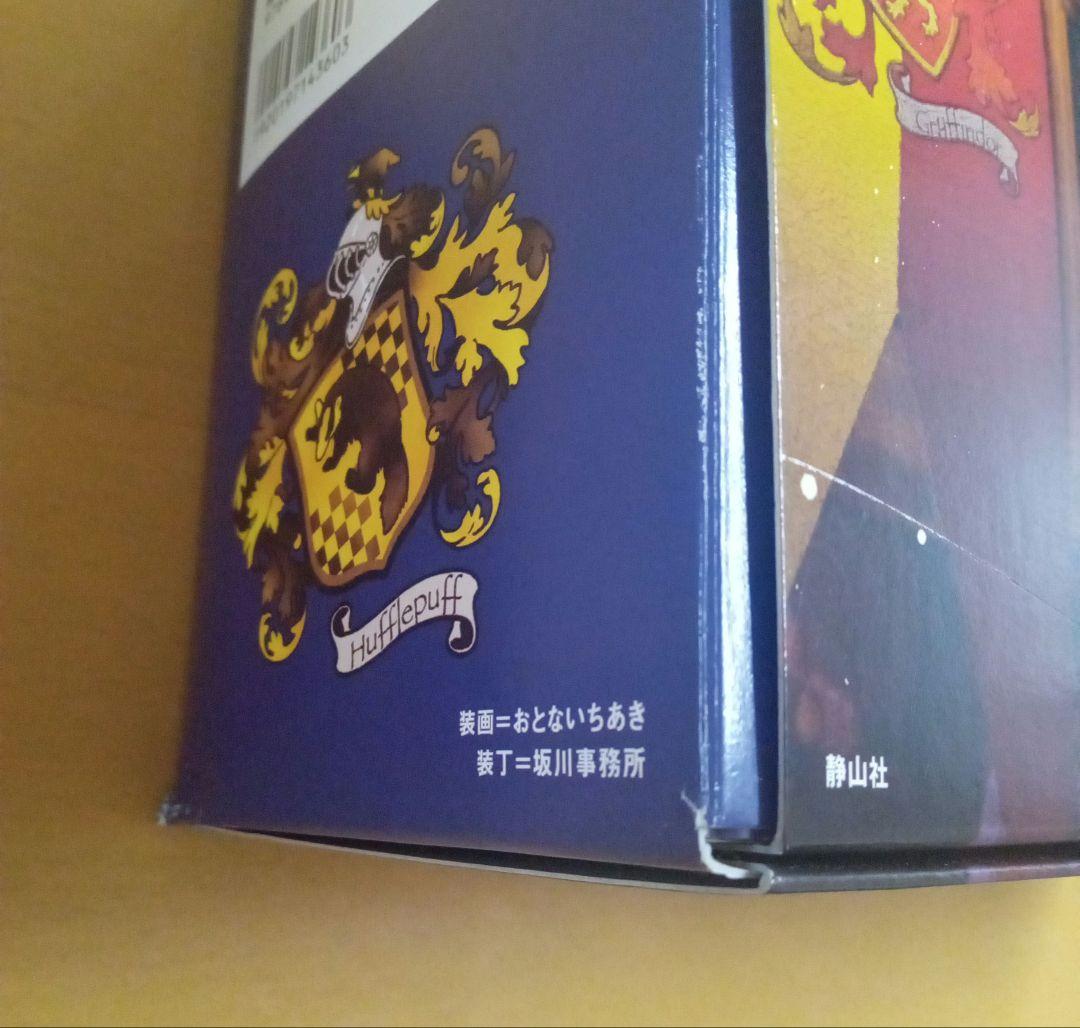 Gryffindor
Hufflepuff
装画=おとないちあき
装丁=坂川事務所
静山社